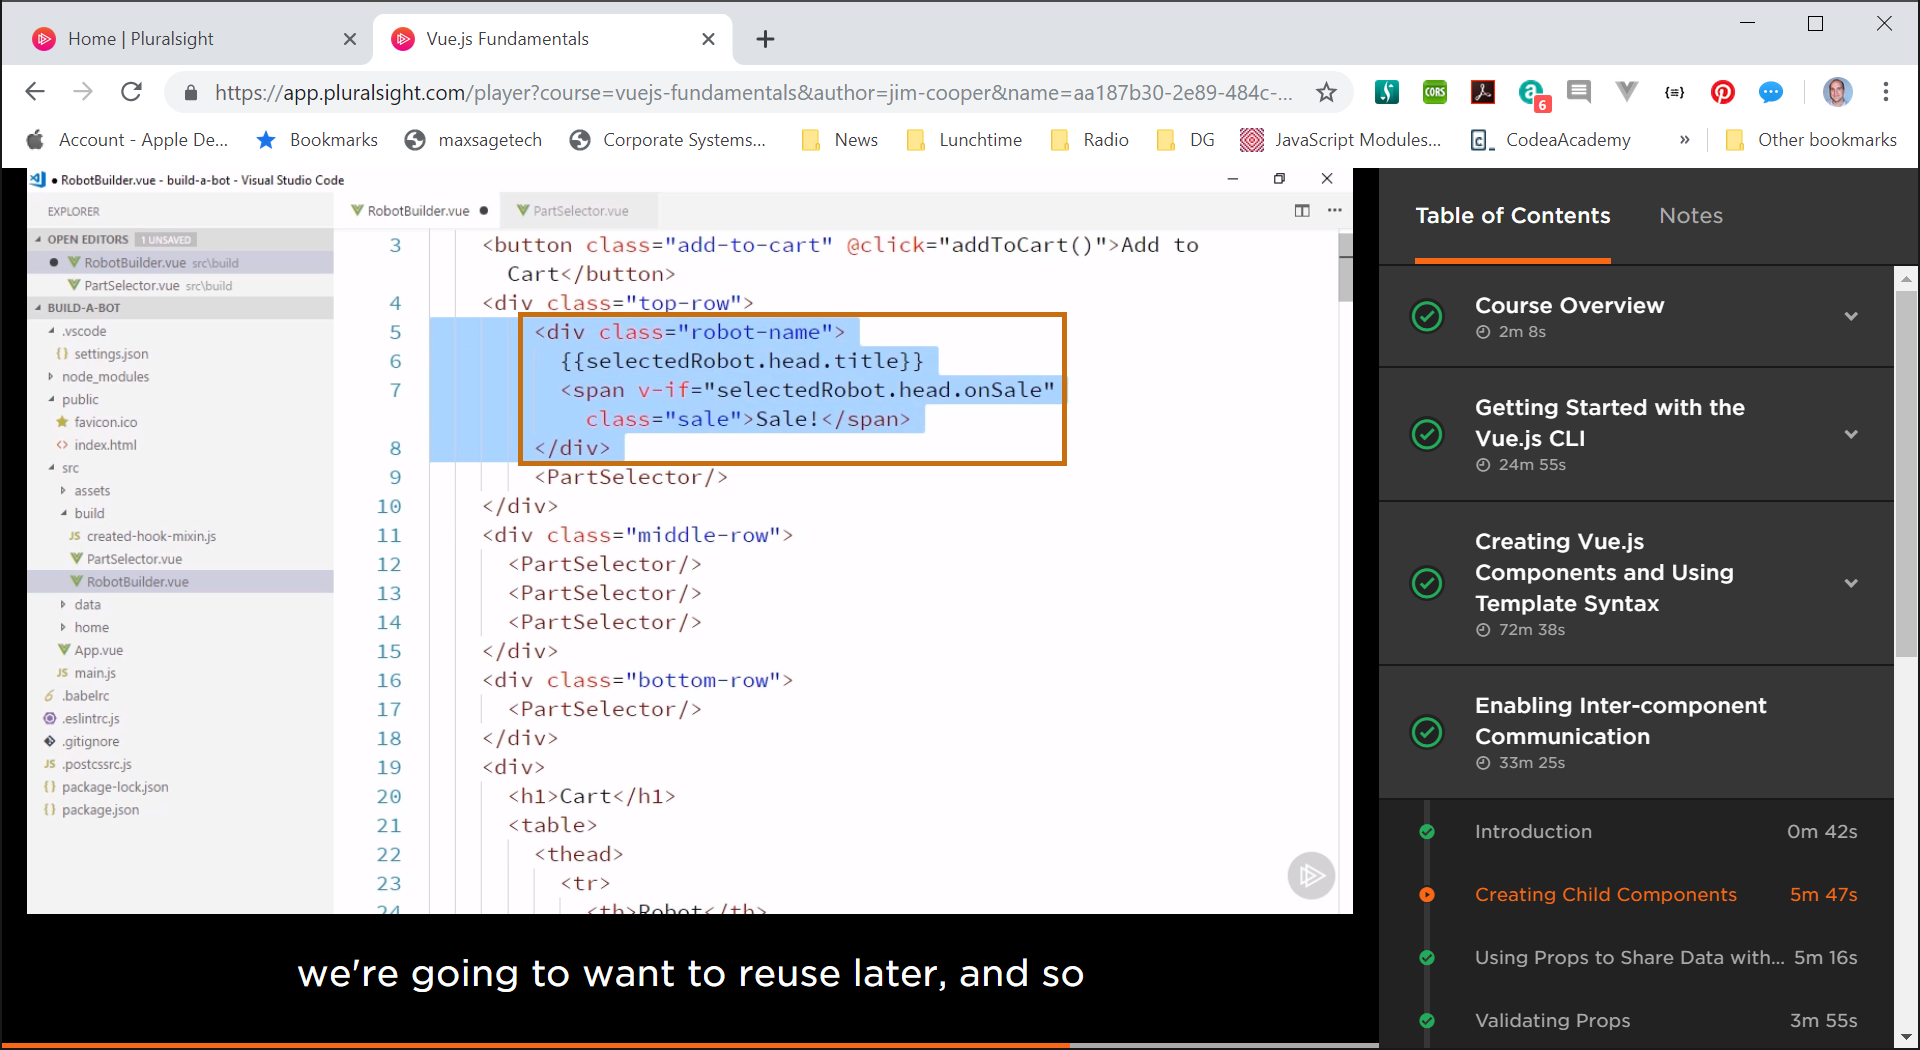 Home | Pluralsight
Vue.js Fundamentals
https://app.pluralsight.com/player?course=vuejs-fundamentals&author=jim-cooper&name=aa187b30-2e89-484c-...
CORS
6
{≡}
Account - Apple De...
Bookmarks
maxsagetech
Corporate Systems...
News
Lunchtime
Radio
DG
JavaScript Modules...
CodeaAcademy
»
Other bookmarks
● RobotBuilder.vue - build-a-bot - Visual Studio Code
EXPLORER
OPEN EDITORS 1 UNSAVED
RobotBuilder.vue src\build
PartSelector.vue src\build
BUILD-A-BOT
.vscode
{} settings.json
node_modules
public
favicon.ico
<> index.html
src
assets
build
JS created-hook-mixin.js
PartSelector.vue
RobotBuilder.vue
data
home
App.vue
JS main.js
.babelrc
.eslintrc.js
.gitignore
JS .postcssrc.js
{} package-lock.json
{} package.json
RobotBuilder.vue ●
PartSelector.vue
3 <button class="add-to-cart" @click="addToCart()">Add to
Cart</button>
4 <div class="top-row">
5 <div class="robot-name">
6 {{selectedRobot.head.title}}
7 <span v-if="selectedRobot.head.onSale"
class="sale">Sale!</span>
8 </div>
9 <PartSelector/>
10 </div>
11 <div class="middle-row">
12 <PartSelector/>
13 <PartSelector/>
14 <PartSelector/>
15 </div>
16 <div class="bottom-row">
17 <PartSelector/>
18 </div>
19 <div>
20 <h1>Cart</h1>
21 <table>
22 <thead>
23 <tr>
24 <th>Robot</th>
we're going to want to reuse later, and so
Table of Contents
Notes
Course Overview
2m 8s
Getting Started with the
Vue.js CLI
24m 55s
Creating Vue.js
Components and Using
Template Syntax
72m 38s
Enabling Inter-component
Communication
33m 25s
Introduction 0m 42s
Creating Child Components 5m 47s
Using Props to Share Data with... 5m 16s
Validating Props 3m 55s